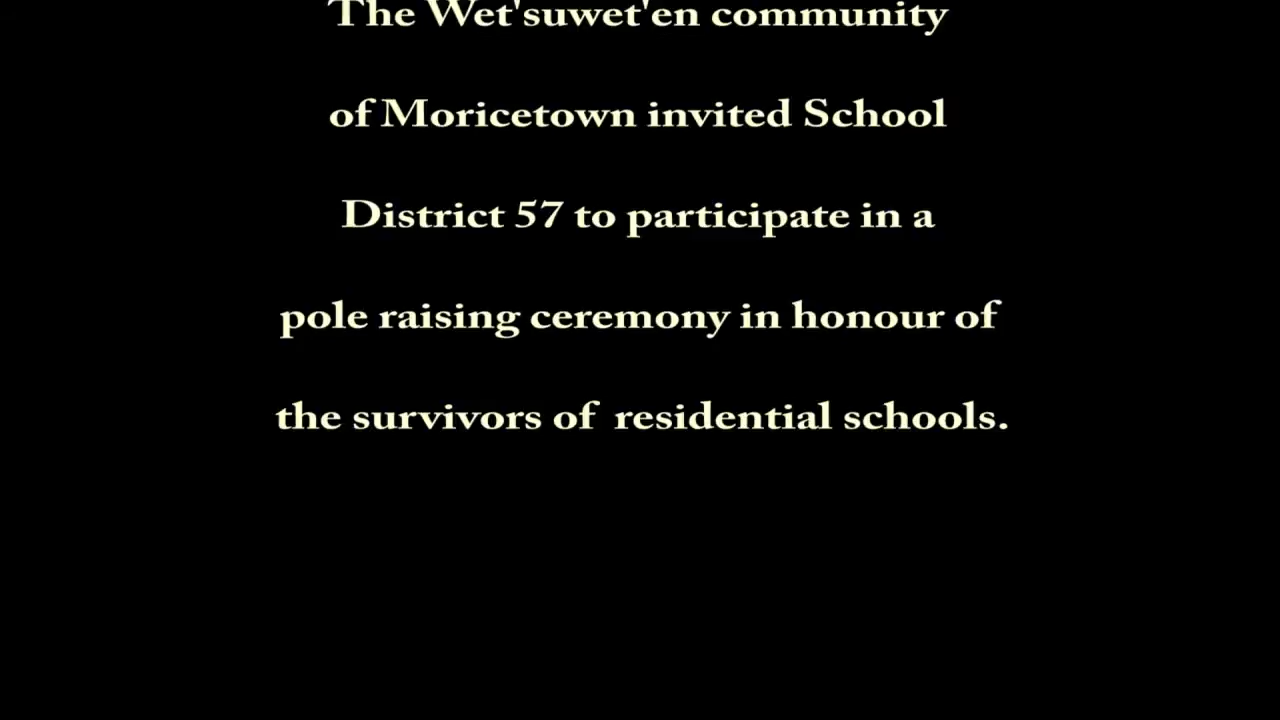 The Wet'suwet'en community
of Moricetown invited School
District 57 to participate in a
pole raising ceremony in honour of
the survivors of residential schools.